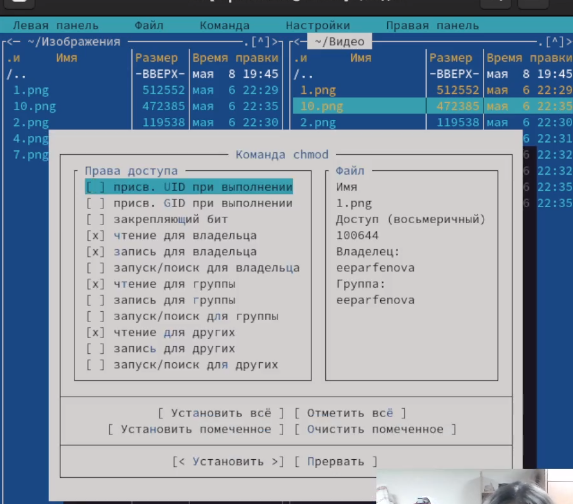 Левая панель Файл Команда Настройки Правая панель
<— ~/Изображения .[^]>
<— ~/Видео .[^]>
.и Имя Размер Время правки
.и Имя Размер Время правки
/.. -ВВЕРХ- мая 8 19:45
/.. -ВВЕРХ- мая 8 19:45
1.png 512552 мая 6 22:29
1.png 512552 мая 6 22:29
10.png 472385 мая 6 22:35
10.png 472385 мая 6 22:35
2.png 119538 мая 6 22:30
2.png 119538 мая 6 22:30
4.png
6 22:31
7.png
6 22:32
6 22:32
6 22:35
6 22:35
Команда chmod
Права доступа
[ ] присв. UID при выполнении
[ ] присв. GID при выполнении
[ ] закрепляющий бит
[x] чтение для владельца
[x] запись для владельца
[ ] запуск/поиск для владельца
[x] чтение для группы
[ ] запись для группы
[ ] запуск/поиск для группы
[x] чтение для других
[ ] запись для других
[ ] запуск/поиск для других
Файл
Имя
1.png
Доступ (восьмеричный)
100644
Владелец:
eeparfenova
Группа:
eeparfenova
[ Установить всё ] [ Отметить всё ]
[ Установить помеченное ] [ Очистить помеченное ]
[< Установить >] [ Прервать ]